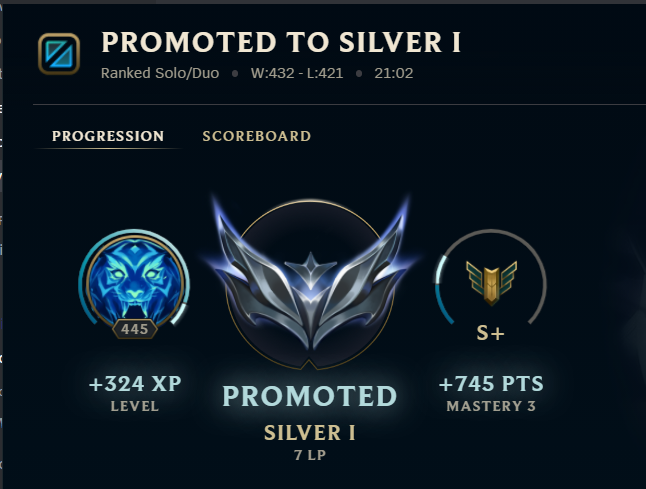 PROMOTED TO SILVER I
Ranked Solo/Duo • W:432 - L:421 • 21:02
PROGRESSION SCOREBOARD
445
S+
+324 XP
LEVEL
PROMOTED
SILVER I
7 LP
+745 PTS
MASTERY 3